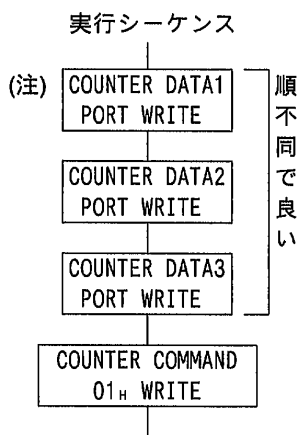 実行シーケンス
(注)
COUNTER DATA1
PORT WRITE
COUNTER DATA2
PORT WRITE
COUNTER DATA3
PORT WRITE
順不同で良い
COUNTER COMMAND
01H WRITE